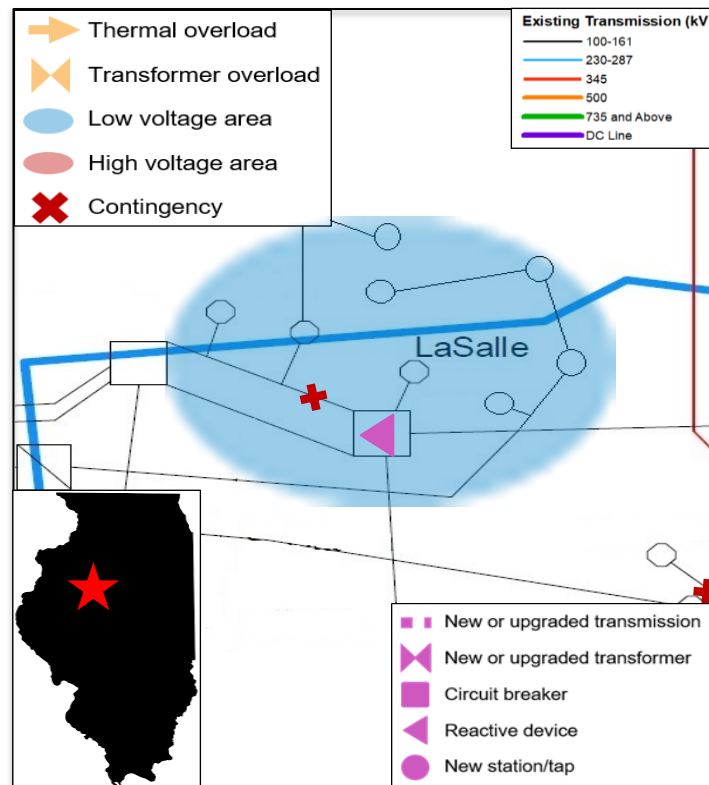 Thermal overload
Transformer overload
Low voltage area
High voltage area
Contingency
Existing Transmission (kV
100-161
230-287
345
500
735 and Above
DC Line
LaSalle
New or upgraded transmission
New or upgraded transformer
Circuit breaker
Reactive device
New station/tap